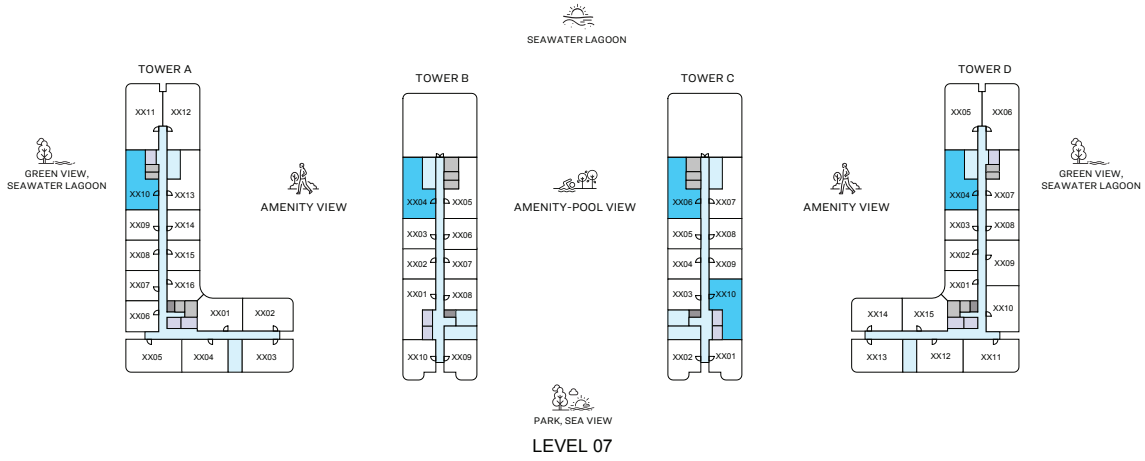 SEAWATER LAGOON
TOWER A
TOWER B
TOWER C
TOWER D
GREEN VIEW,
SEAWATER LAGOON
AMENITY VIEW
AMENITY-POOL VIEW
AMENITY VIEW
GREEN VIEW,
SEAWATER LAGOON
XX11 XX12
XX10 XX13
XX09 XX14
XX08 XX15
XX07 XX16
XX06 XX01 XX02
XX05 XX04 XX03
XX04 XX05
XX03 XX06
XX02 XX07
XX01 XX08
XX10 XX09
XX06 XX07
XX05 XX08
XX04 XX09
XX03 XX10
XX02 XX01
XX05 XX06
XX04 XX07
XX03
XX02 XX09
XX01
XX14 XX15 XX10
XX13 XX12 XX11
PARK, SEA VIEW
LEVEL 07